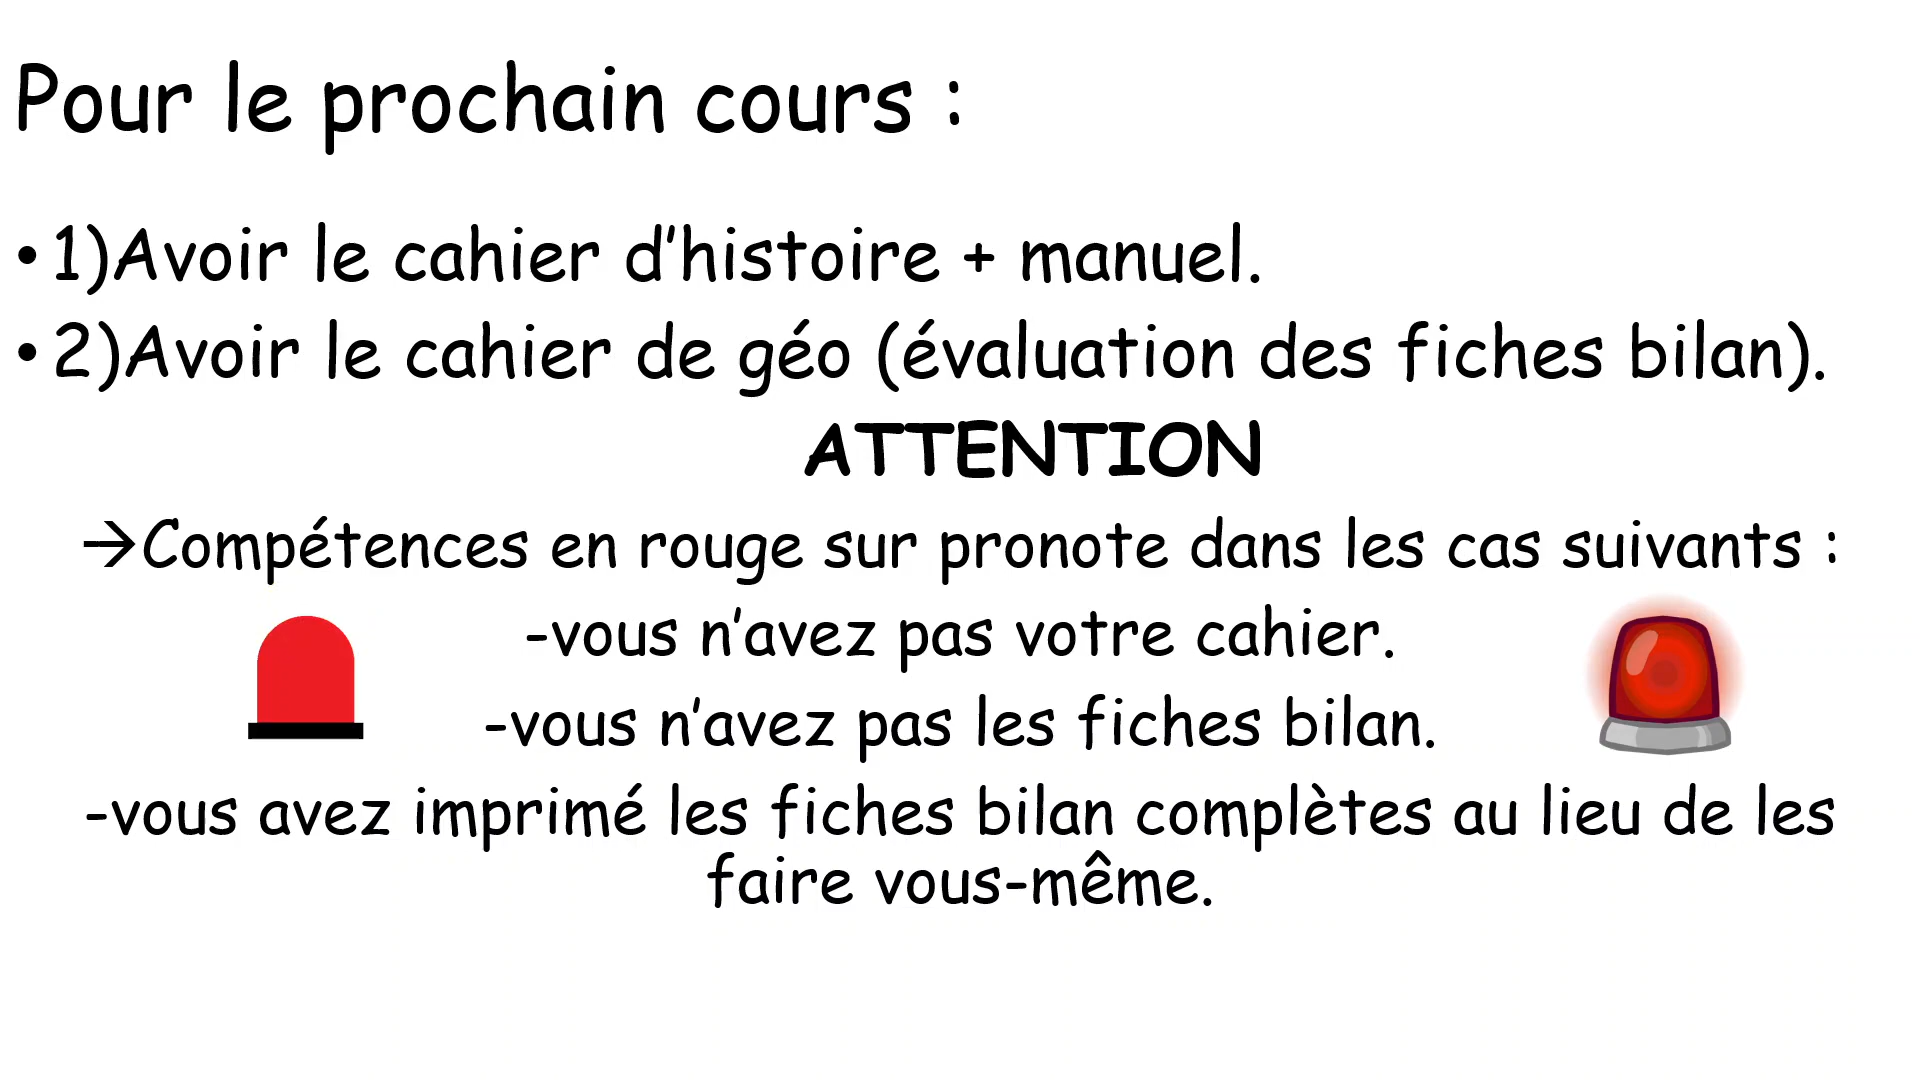 Pour le prochain cours :
• 1)Avoir le cahier d’histoire + manuel.
• 2)Avoir le cahier de géo (évaluation des fiches bilan).
ATTENTION
→Compétences en rouge sur pronote dans les cas suivants :
-vous n’avez pas votre cahier.
-vous n’avez pas les fiches bilan.
-vous avez imprimé les fiches bilan complètes au lieu de les
faire vous-même.